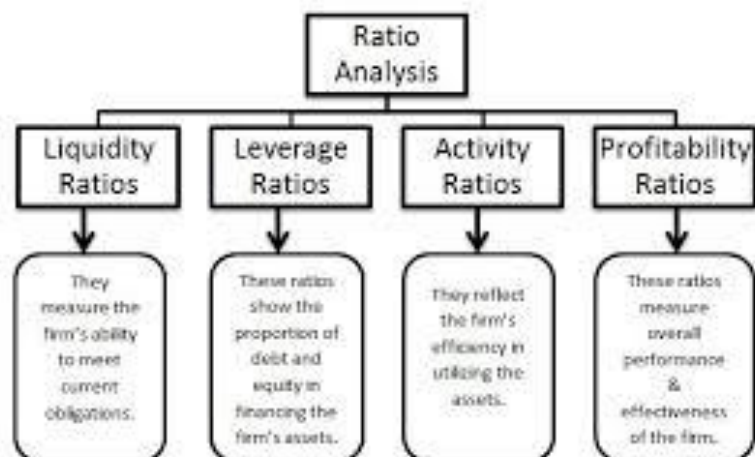 Ratio
Analysis
Liquidity
Ratios
Leverage
Ratios
Activity
Ratios
Profitability
Ratios
They
measure the
firm's ability
to meet
current
obligations.
These ratios
show the
proportion of
debt and
equity in
financing the
firm's assets.
They reflect
the firm's
efficiency in
utilizing the
assets.
These ratios
measure
overall
performance
&
effectiveness
of the firm.